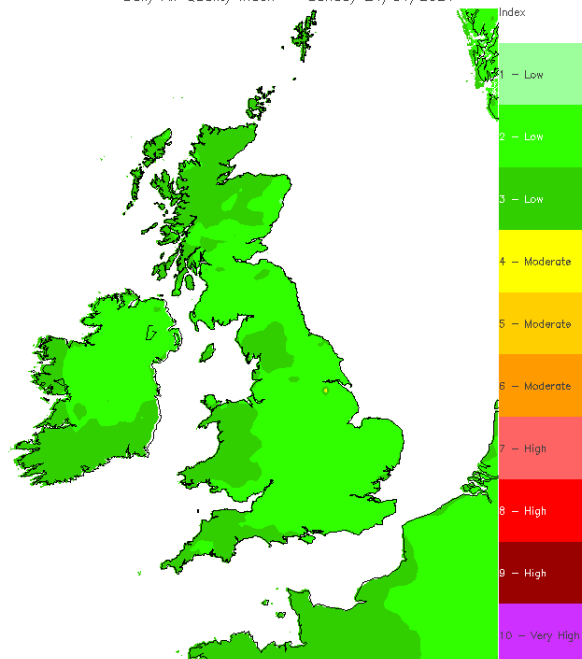 Index
1 - Low
2 - Low
3 - Low
4 - Moderate
5 - Moderate
6 - Moderate
7 - High
8 - High
9 - High
10 - Very High